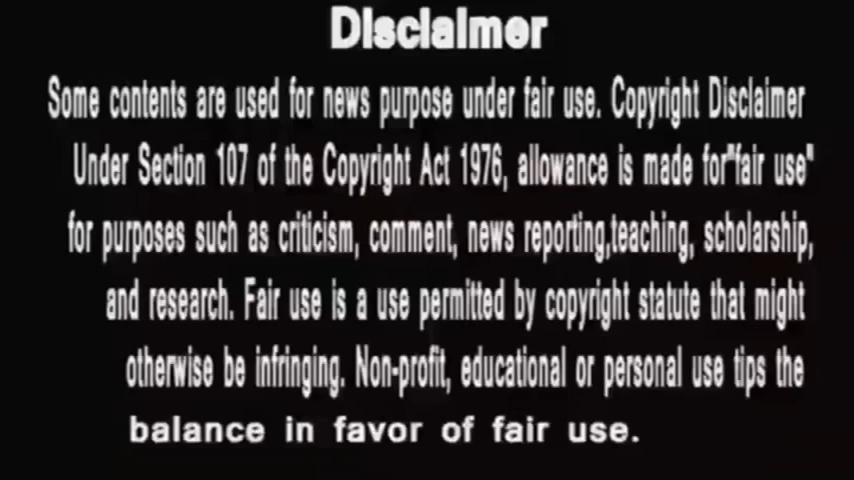 Disclaimer
Some contents are used for news purpose under fair use. Copyright Disclaimer
Under Section 107 of the Copyright Act 1976, allowance is made for"fair use"
for purposes such as criticism, comment, news reporting,teaching, scholarship,
and research. Fair use is a use permitted by copyright statute that might
otherwise be infringing. Non-profit, educational or personal use tips the
balance in favor of fair use.